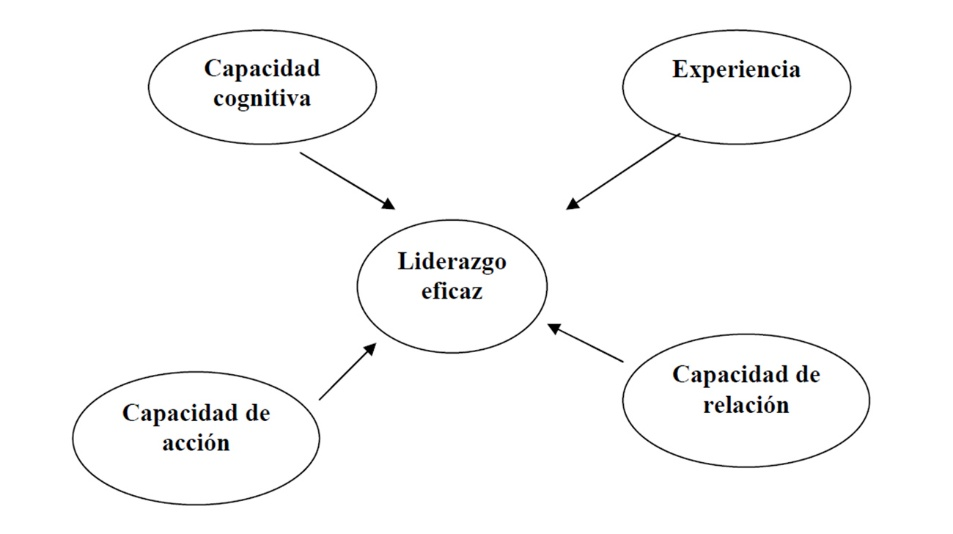 Capacidad
cognitiva
Experiencia
Liderazgo
eficaz
Capacidad de
acción
Capacidad de
relación